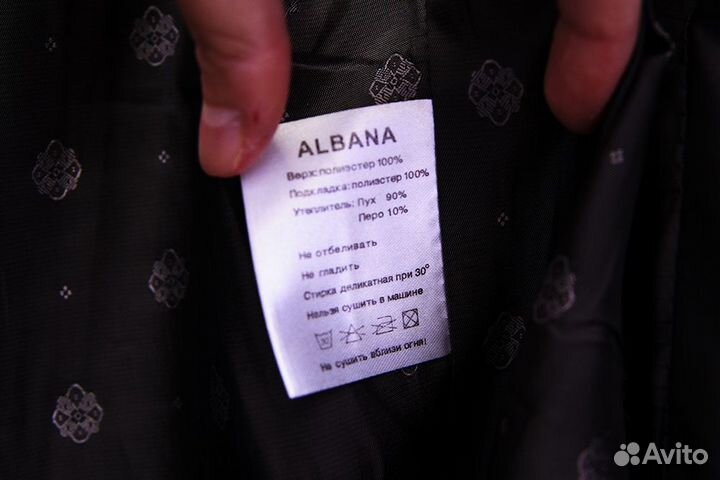 ALBANA
Верх:полиэстер 100%
Подкладка:полиэстер 100%
Утеплитель: Пух 90%
Перо 10%
Не отбеливать
Не гладить
Стирка деликатная при 30°
Нельзя сушить в машине
Не сушить вблизи огня!
Avito